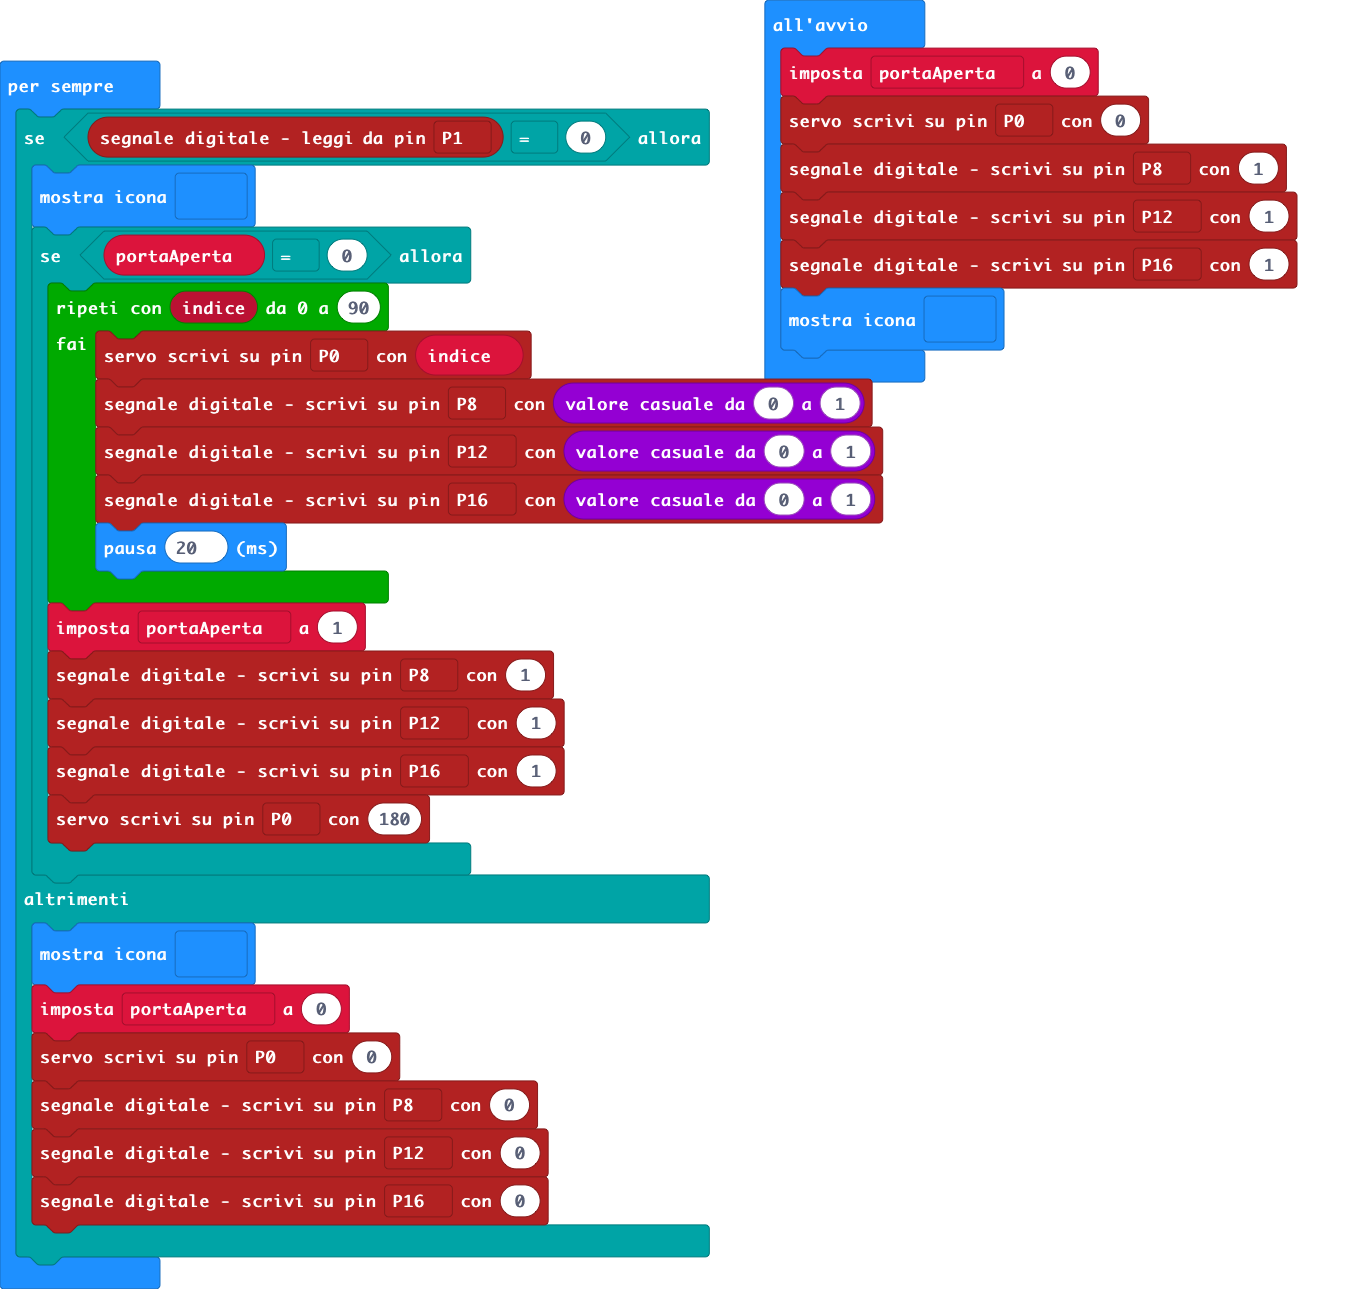 per sempre
se segnale digitale - leggi da pin P1 = 0 allora
mostra icona
se portaAperta = 0 allora
ripeti con indice da 0 a 90
fai servo scrivi su pin P0 con indice
segnale digitale - scrivi su pin P8 con valore casuale da 0 a 1
segnale digitale - scrivi su pin P12 con valore casuale da 0 a 1
segnale digitale - scrivi su pin P16 con valore casuale da 0 a 1
pausa 20 (ms)
imposta portaAperta a 1
segnale digitale - scrivi su pin P8 con 1
segnale digitale - scrivi su pin P12 con 1
segnale digitale - scrivi su pin P16 con 1
servo scrivi su pin P0 con 180
altrimenti
mostra icona
imposta portaAperta a 0
servo scrivi su pin P0 con 0
segnale digitale - scrivi su pin P8 con 0
segnale digitale - scrivi su pin P12 con 0
segnale digitale - scrivi su pin P16 con 0
all'avvio
imposta portaAperta a 0
servo scrivi su pin P0 con 0
segnale digitale - scrivi su pin P8 con 1
segnale digitale - scrivi su pin P12 con 1
segnale digitale - scrivi su pin P16 con 1
mostra icona